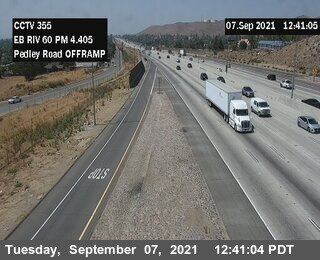 CCTV 355
EB RIV 60 PM 4.405
Pedley Road OFFRAMP
07.Sep 2021 12:41:05
STOP
Tuesday, September 07, 2021 12:41:04 PDT